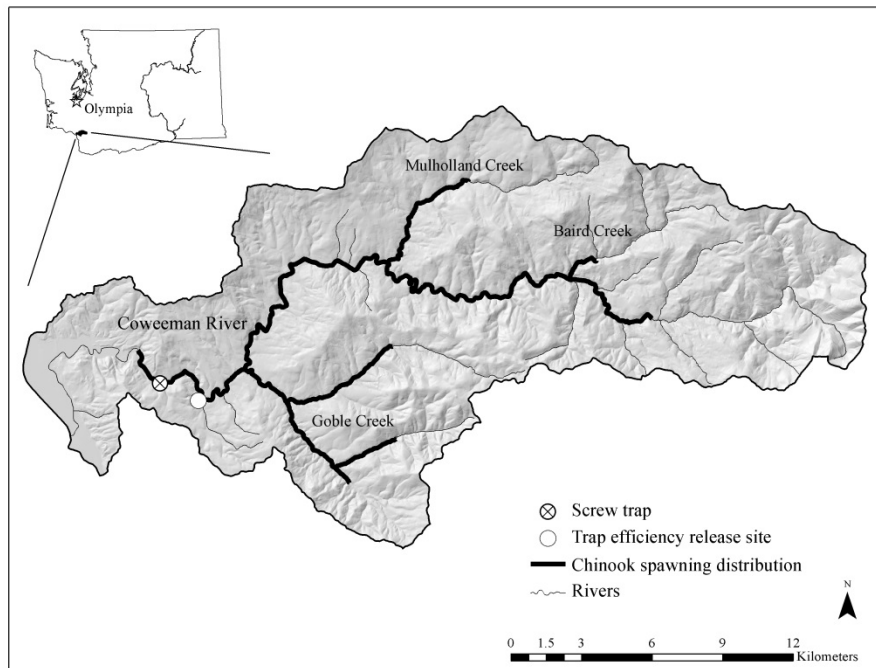 Olympia
Mulholland Creek
Baird Creek
Coweeman River
Goble Creek
Screw trap
Trap efficiency release site
Chinook spawning distribution
Rivers
N
0 1.5 3 6 9 12
Kilometers